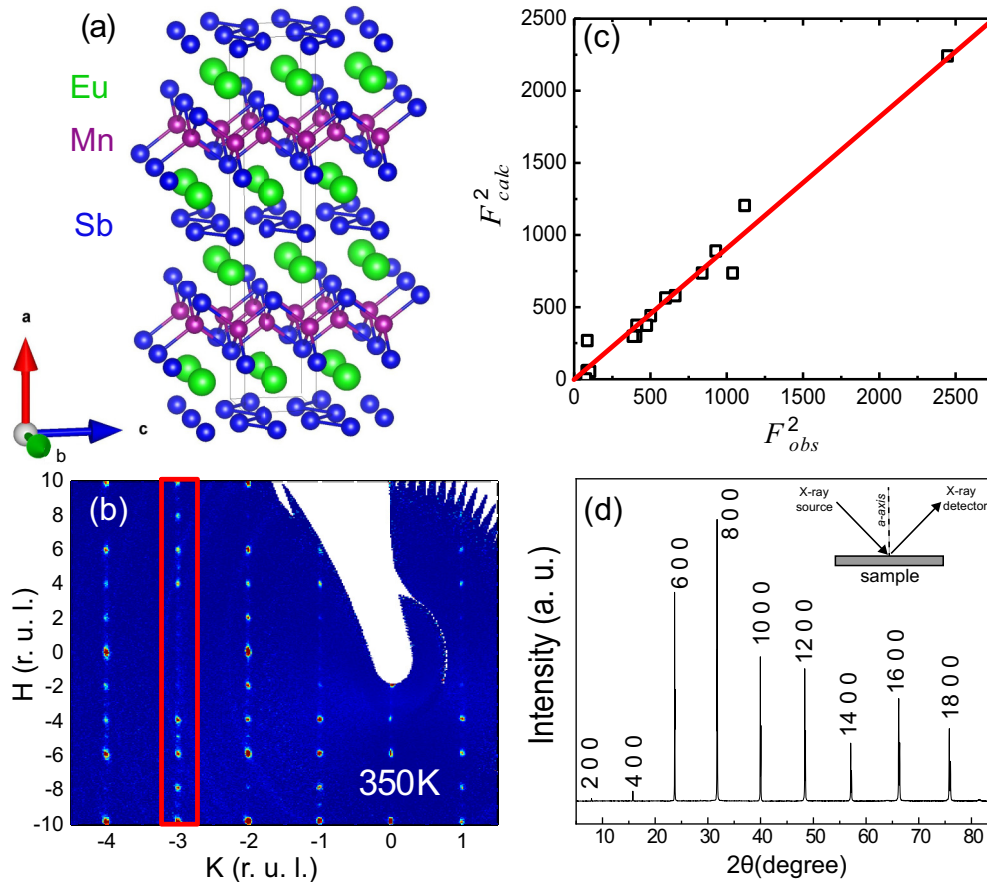 (a)
Eu
Mn
Sb
a
c
b
(c)
2500
2000
1500
1000
500
0
F²calc
0 500 1000 1500 2000 2500
F²obs
(b)
10
8
6
4
2
0
-2
-4
-6
-8
-10
H (r. u. l.)
350K
-4 -3 -2 -1 0 1
K (r. u. l.)
(d)
X-ray source
a-axis
X-ray detector
sample
Intensity (a. u.)
2 0 0
4 0 0
6 0 0
8 0 0
10 0 0
12 0 0
14 0 0
16 0 0
18 0 0
10 20 30 40 50 60 70 80
2θ(degree)